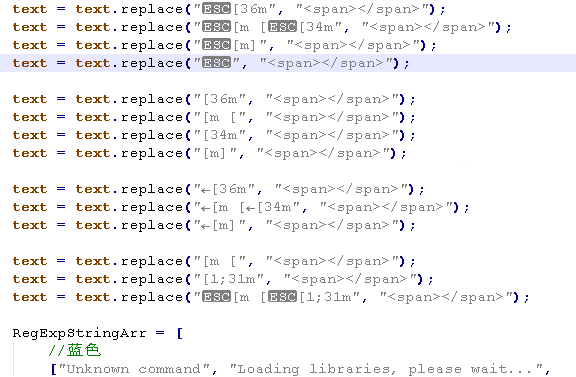 text = text.replace("ESC[36m", "<span></span>");
text = text.replace("ESC[m [ESC[34m", "<span></span>");
text = text.replace("ESC[m]", "<span></span>");
text = text.replace("ESC", "<span></span>");
text = text.replace("[36m", "<span></span>");
text = text.replace("[m [", "<span></span>");
text = text.replace("[34m", "<span></span>");
text = text.replace("[m]", "<span></span>");
text = text.replace("←[36m", "<span></span>");
text = text.replace("←[m [←[34m", "<span></span>");
text = text.replace("←[m]", "<span></span>");
text = text.replace("[m [", "<span></span>");
text = text.replace("[1;31m", "<span></span>");
text = text.replace("ESC[m [ESC[1;31m", "<span></span>");
RegExpStringArr = [
//蓝色
["Unknown command", "Loading libraries, please wait...",